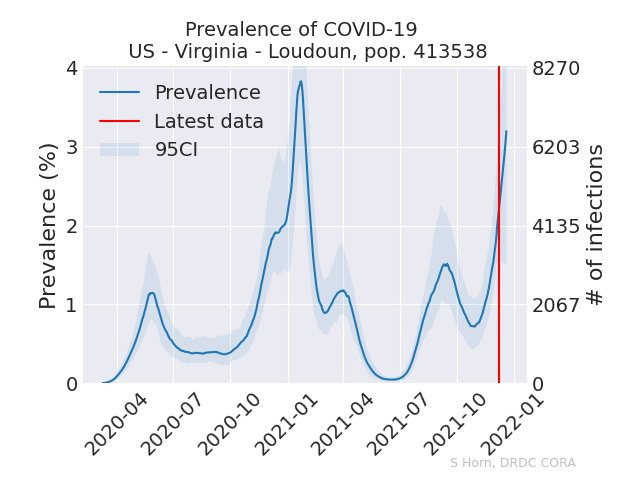 Prevalence of COVID-19
US - Virginia - Loudoun, pop. 413538
Prevalence
Latest data
95CI
Prevalence (%)
4
3
2
1
0
8270
6203
4135
2067
0
# of infections
2020-04
2020-07
2020-10
2021-01
2021-04
2021-07
2021-10
2022-01
S Horn, DRDC CORA